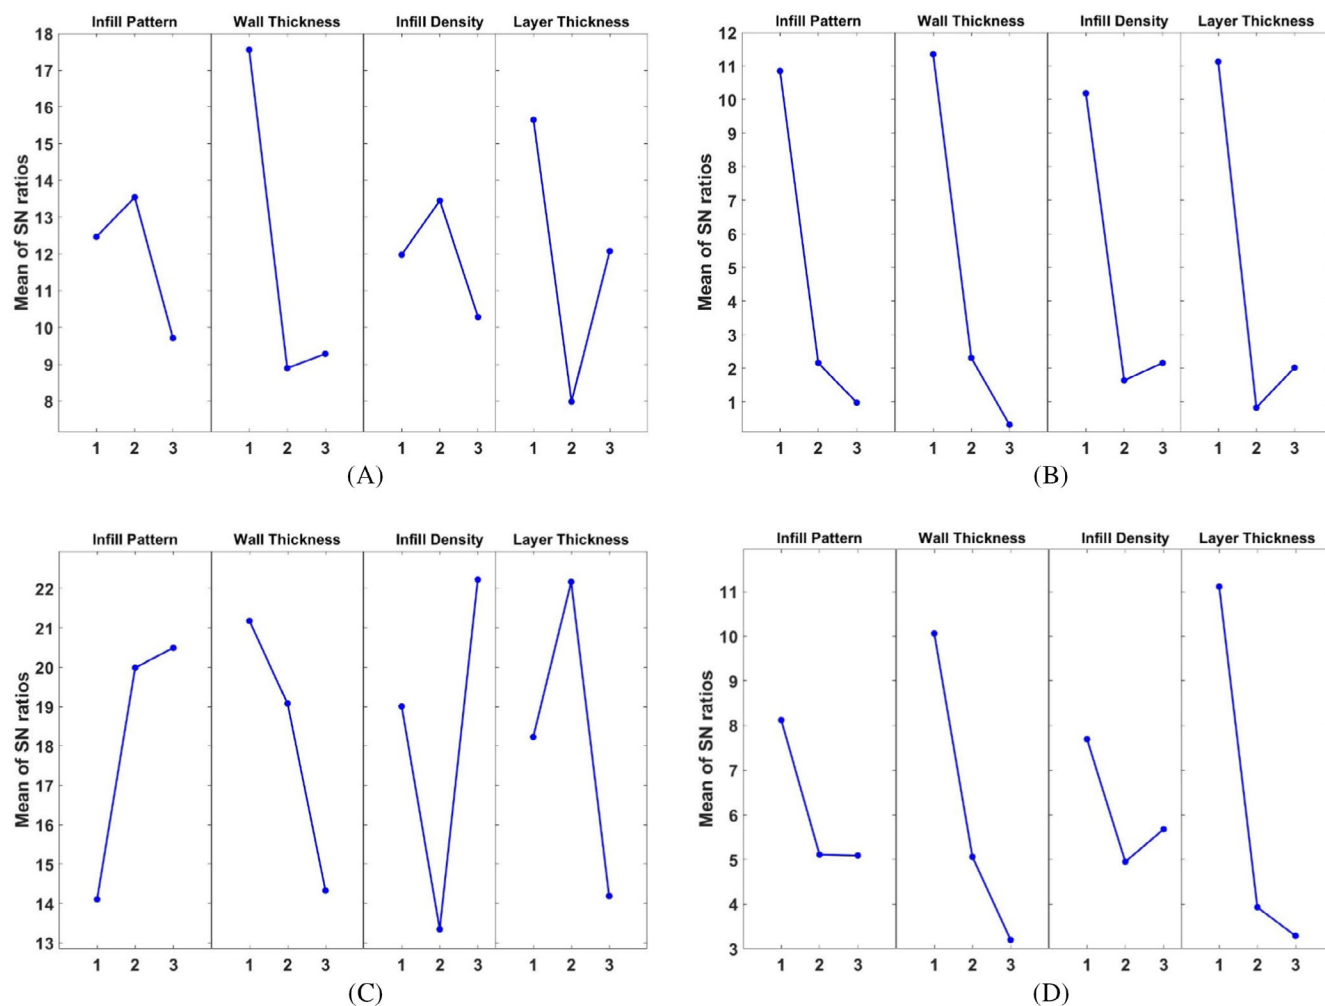 Infill Pattern Wall Thickness Infill Density Layer Thickness
18
17
16
15
14
13
12
11
10
9
8
Mean of SN ratios
1 2 3 1 2 3 1 2 3 1 2 3
(A)
Infill Pattern Wall Thickness Infill Density Layer Thickness
12
11
10
9
8
7
6
5
4
3
2
1
Mean of SN ratios
1 2 3 1 2 3 1 2 3 1 2 3
(B)
Infill Pattern Wall Thickness Infill Density Layer Thickness
22
21
20
19
18
17
16
15
14
13
Mean of SN ratios
1 2 3 1 2 3 1 2 3 1 2 3
(C)
Infill Pattern Wall Thickness Infill Density Layer Thickness
11
10
9
8
7
6
5
4
3
Mean of SN ratios
1 2 3 1 2 3 1 2 3 1 2 3
(D)